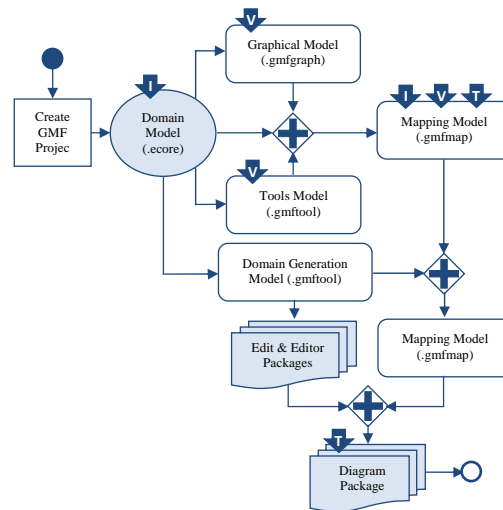 V
Graphical Model
(.gmfgraph)
I
I V T
Create
GMF
Projec
Domain
Model
(.ecore)
Mapping Model
(.gmfmap)
V
Tools Model
(.gmftool)
Domain Generation
Model (.gmftool)
Edit & Editor
Packages
Mapping Model
(.gmfmap)
T
Diagram
Package